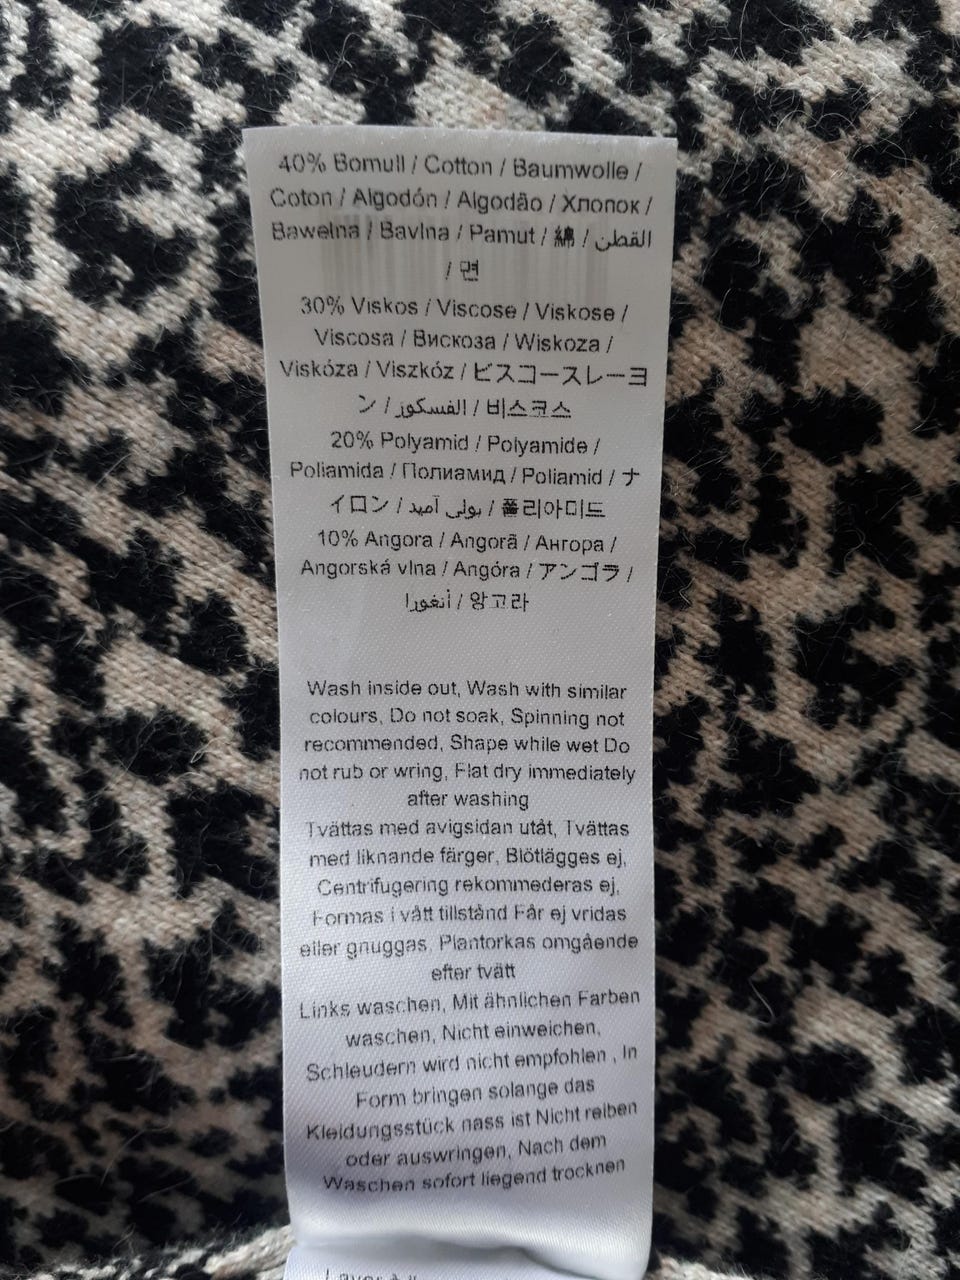 40% Bomull / Cotton / Baumwolle /
Coton / Algodón / Algodão / Хлопок /
Bawełna / Bavlna / Pamut / 綿 / القطن
/ 면
30% Viskos / Viscose / Viskose /
Viscosa / Вискоза / Wiskoza /
Viskóza / Viszkóz / ビスコースレーヨ
ン / الفسكوز / 비스코스
20% Polyamid / Polyamide /
Poliamida / Полиамид / Poliamid / ナ
イロン / بولي آميد / 폴리아미드
10% Angora / Angorã / Ангора /
Angorská vlna / Angóra / アンゴラ /
أنغورا / 앙고라
Wash inside out, Wash with similar
colours, Do not soak, Spinning not
recommended, Shape while wet Do
not rub or wring, Flat dry immediately
after washing
Tvättas med avigsidan utåt, Tvättas
med liknande färger, Blötlägges ej,
Centrifugering rekommederas ej,
Formas i vått tillstånd Får ej vridas
eller gnuggas, Plantorkas omgående
efter tvätt
Links waschen, Mit ähnlichen Farben
waschen, Nicht einweichen,
Schleudern wird nicht empfohlen , In
Form bringen solange das
Kleidungsstück nass ist Nicht reiben
oder auswringen, Nach dem
Waschen sofort liegend trocknen